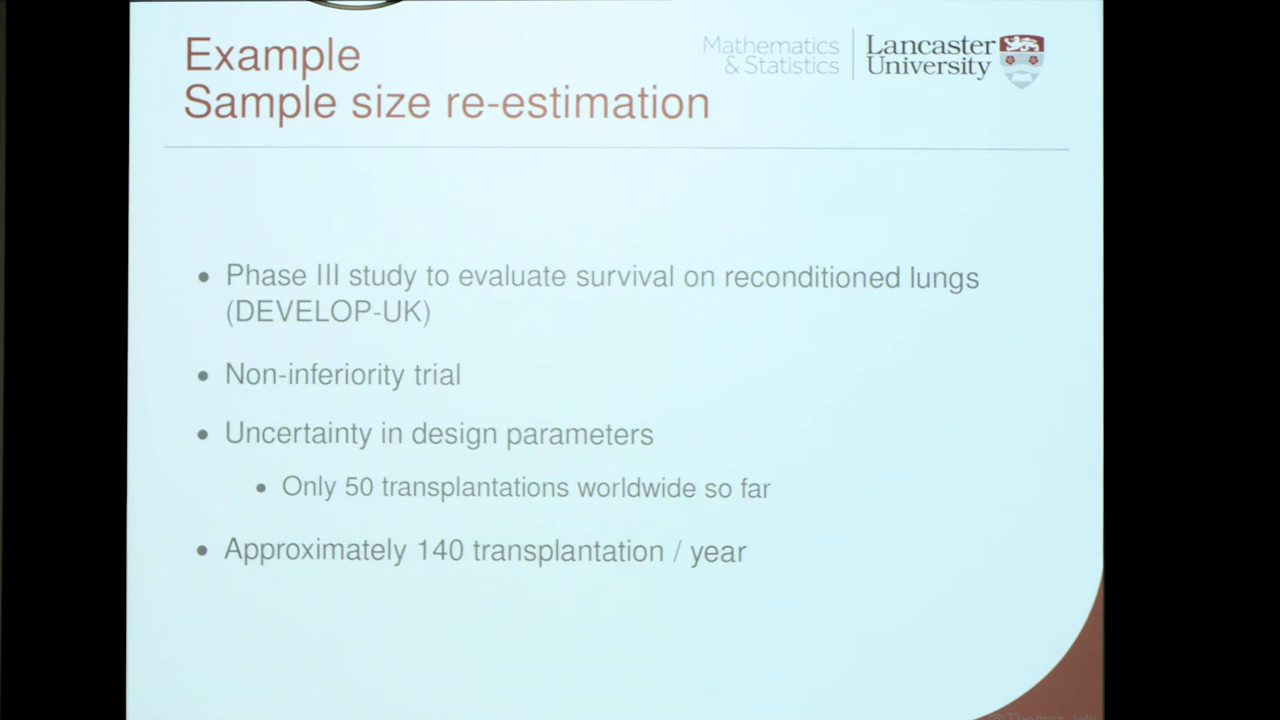 Example
Sample size re-estimation
Mathematics
& Statistics
Lancaster
University
• Phase III study to evaluate survival on reconditioned lungs
(DEVELOP-UK)
• Non-inferiority trial
• Uncertainty in design parameters
• Only 50 transplantations worldwide so far
• Approximately 140 transplantation / year